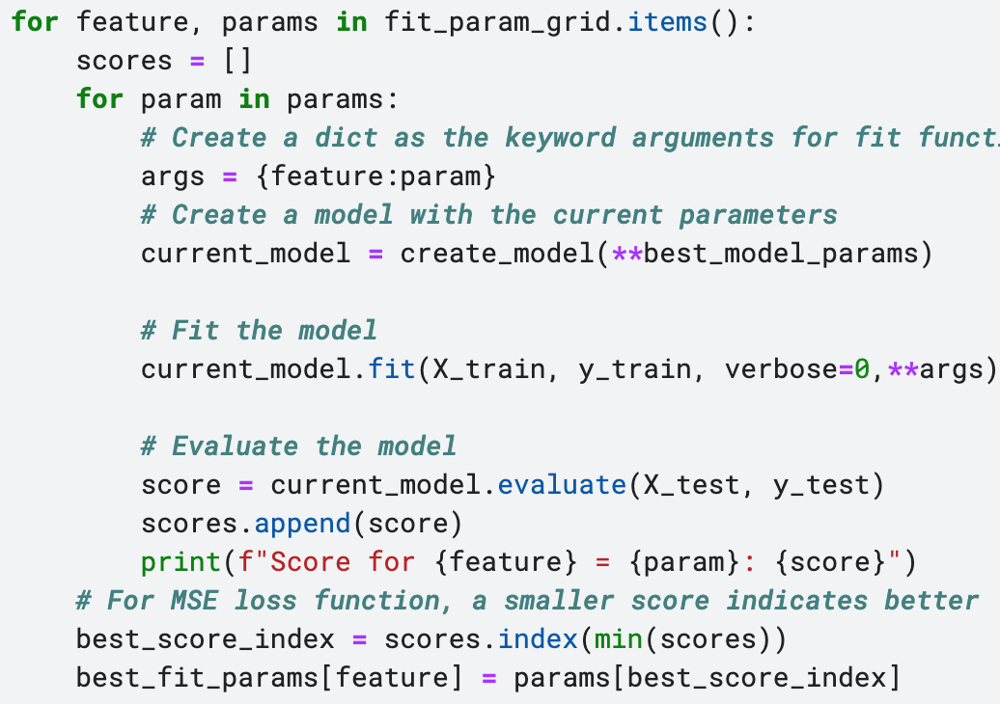 for feature, params in fit_param_grid.items():
    scores = []
    for param in params:
        # Create a dict as the keyword arguments for fit
        args = {feature:param}
        # Create a model with the current parameters
        current_model = create_model(**best_model_params)

        # Fit the model
        current_model.fit(X_train, y_train, verbose=0,**args)

        # Evaluate the model
        score = current_model.evaluate(X_test, y_test)
        scores.append(score)
        print(f"Score for {feature} = {param}: {score}")
    # For MSE loss function, a smaller score indicates better
    best_score_index = scores.index(min(scores))
    best_fit_params[feature] = params[best_score_index]